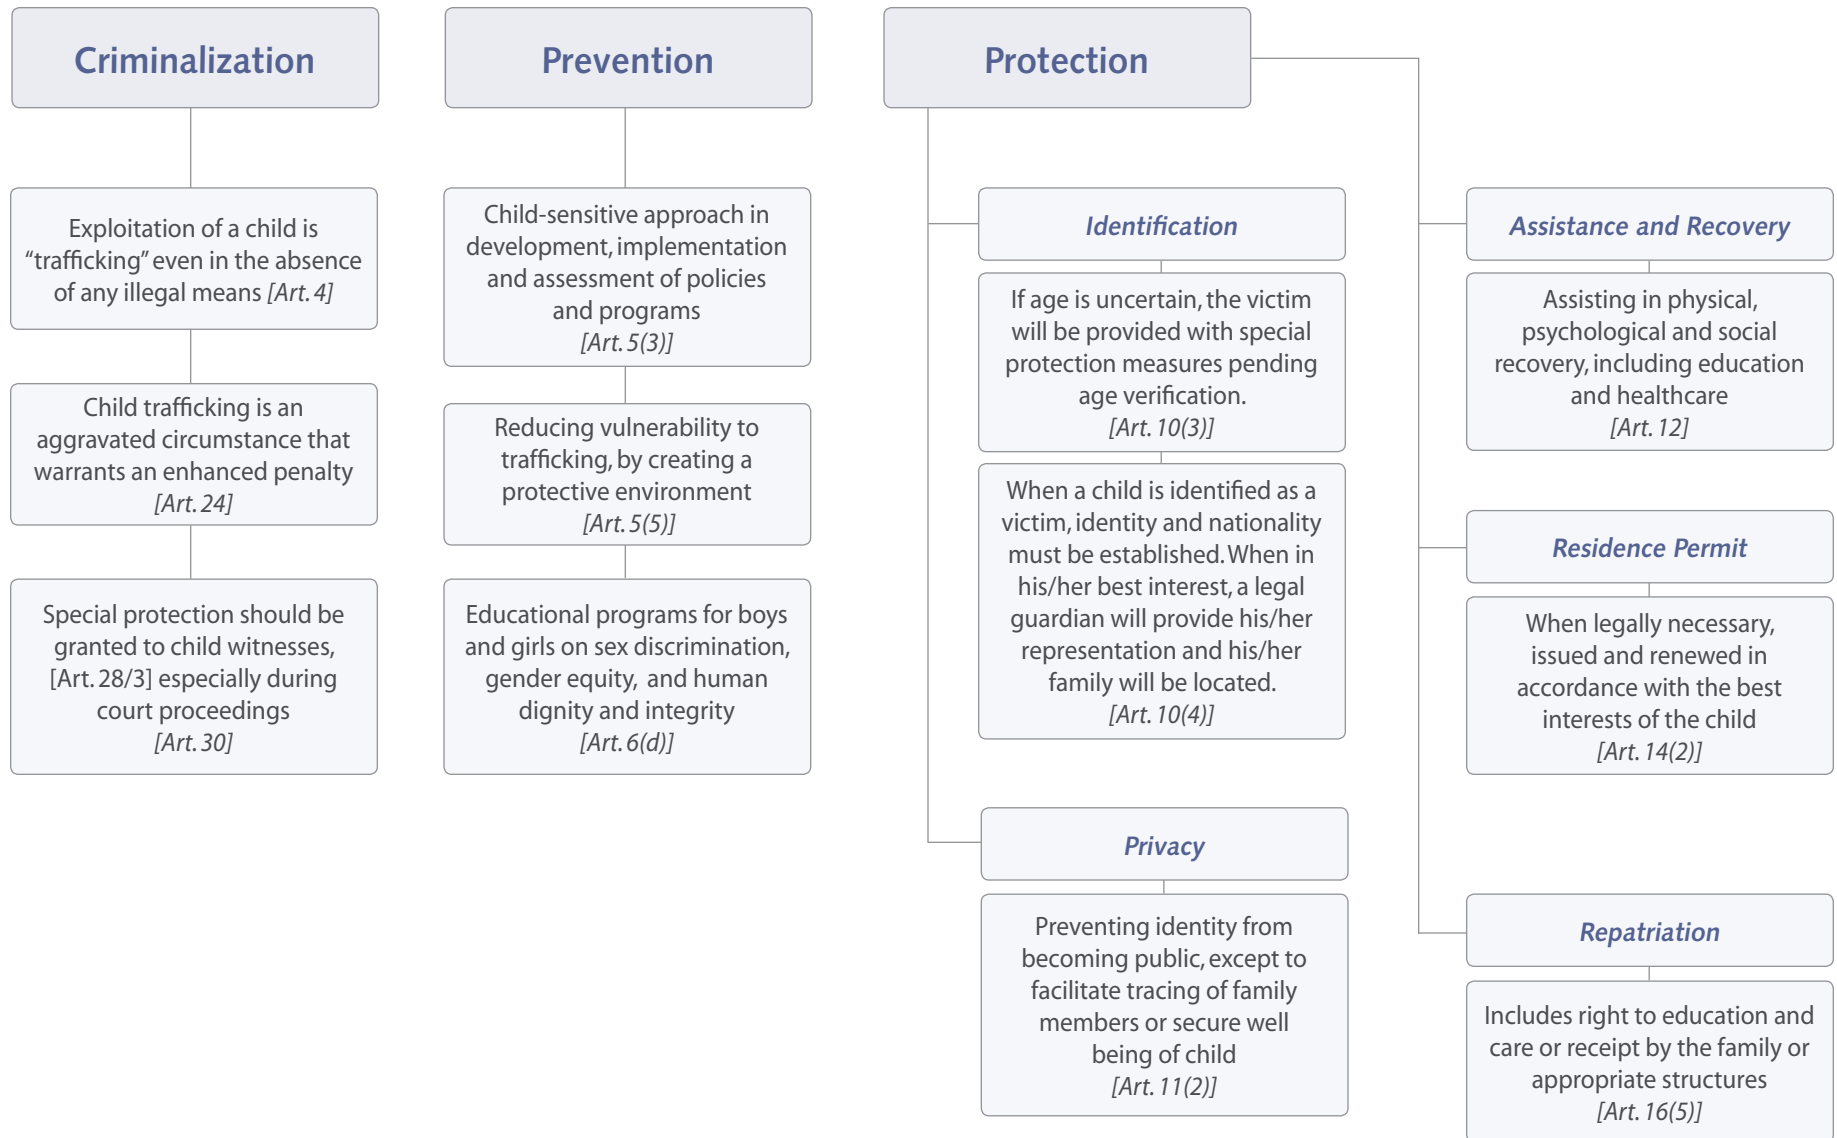 Criminalization
Exploitation of a child is
“trafficking” even in the absence
of any illegal means [Art. 4]
Child trafficking is an
aggravated circumstance that
warrants an enhanced penalty
[Art. 24]
Special protection should be
granted to child witnesses,
[Art. 28/3] especially during
court proceedings
[Art. 30]
Prevention
Child-sensitive approach in
development, implementation
and assessment of policies
and programs
[Art. 5(3)]
Reducing vulnerability to
trafficking, by creating a
protective environment
[Art. 5(5)]
Educational programs for boys
and girls on sex discrimination,
gender equity, and human
dignity and integrity
[Art. 6(d)]
Protection
Identification
If age is uncertain, the victim
will be provided with special
protection measures pending
age verification.
[Art. 10(3)]
When a child is identified as a
victim, identity and nationality
must be established. When in
his/her best interest, a legal
guardian will provide his/her
representation and his/her
family will be located.
[Art. 10(4)]
Privacy
Preventing identity from
becoming public, except to
facilitate tracing of family
members or secure well
being of child
[Art. 11(2)]
Assistance and Recovery
Assisting in physical,
psychological and social
recovery, including education
and healthcare
[Art. 12]
Residence Permit
When legally necessary,
issued and renewed in
accordance with the best
interests of the child
[Art. 14(2)]
Repatriation
Includes right to education and
care or receipt by the family or
appropriate structures
[Art. 16(5)]